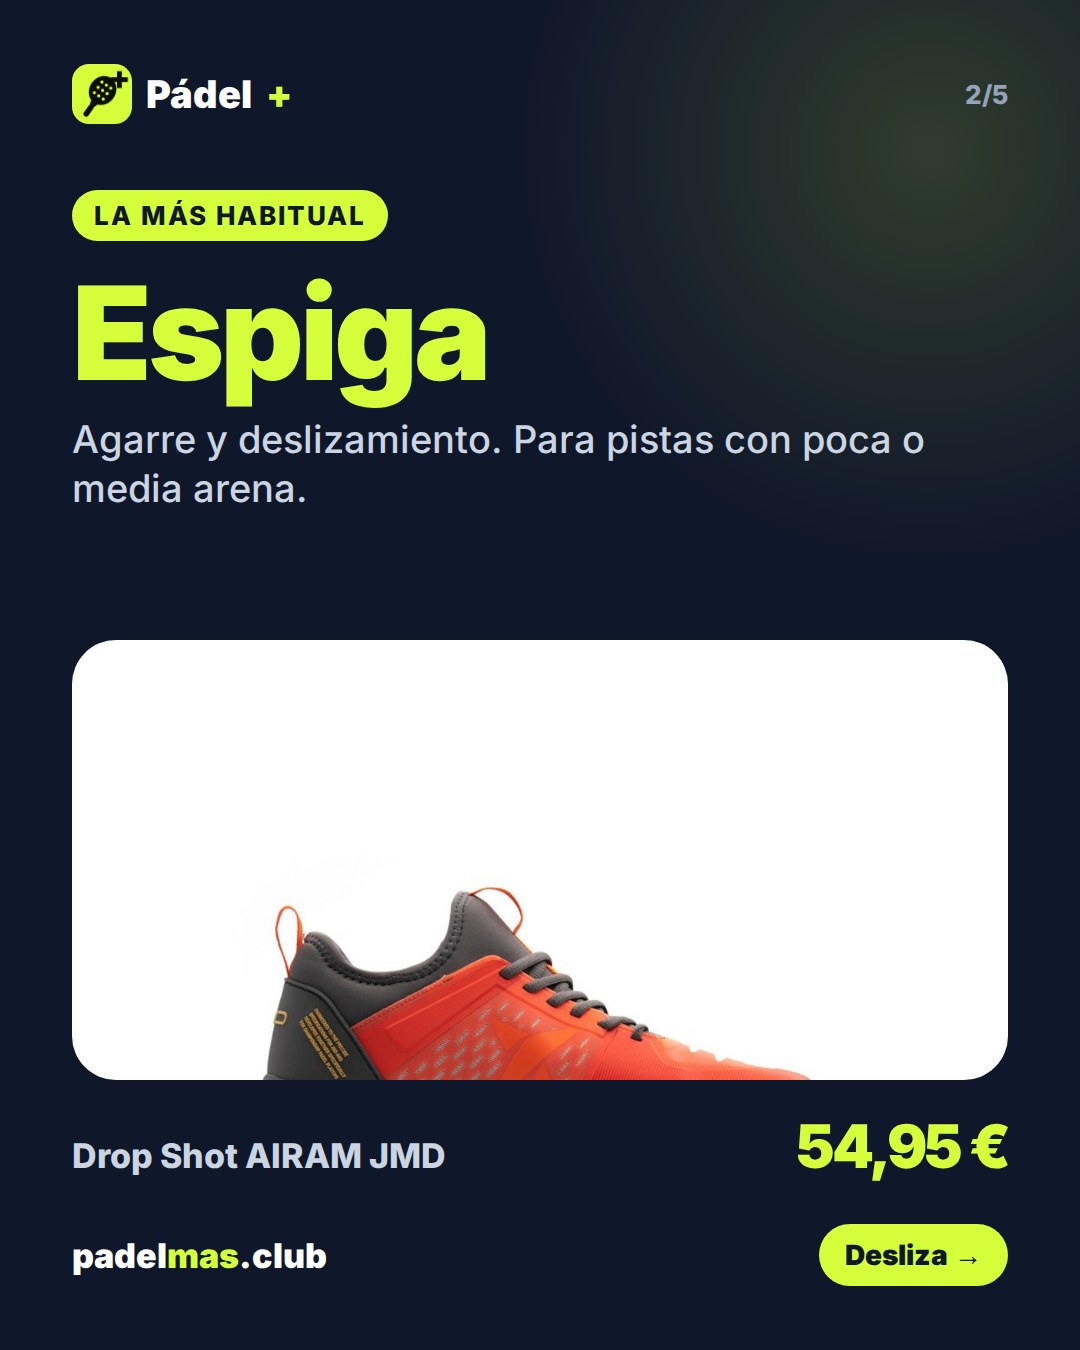 Pádel +
2/5
LA MÁS HABITUAL
Espiga
Agarre y deslizamiento. Para pistas con poca o
media arena.
Drop Shot AIRAM JMD
54,95 €
padelmas.club
Desliza →